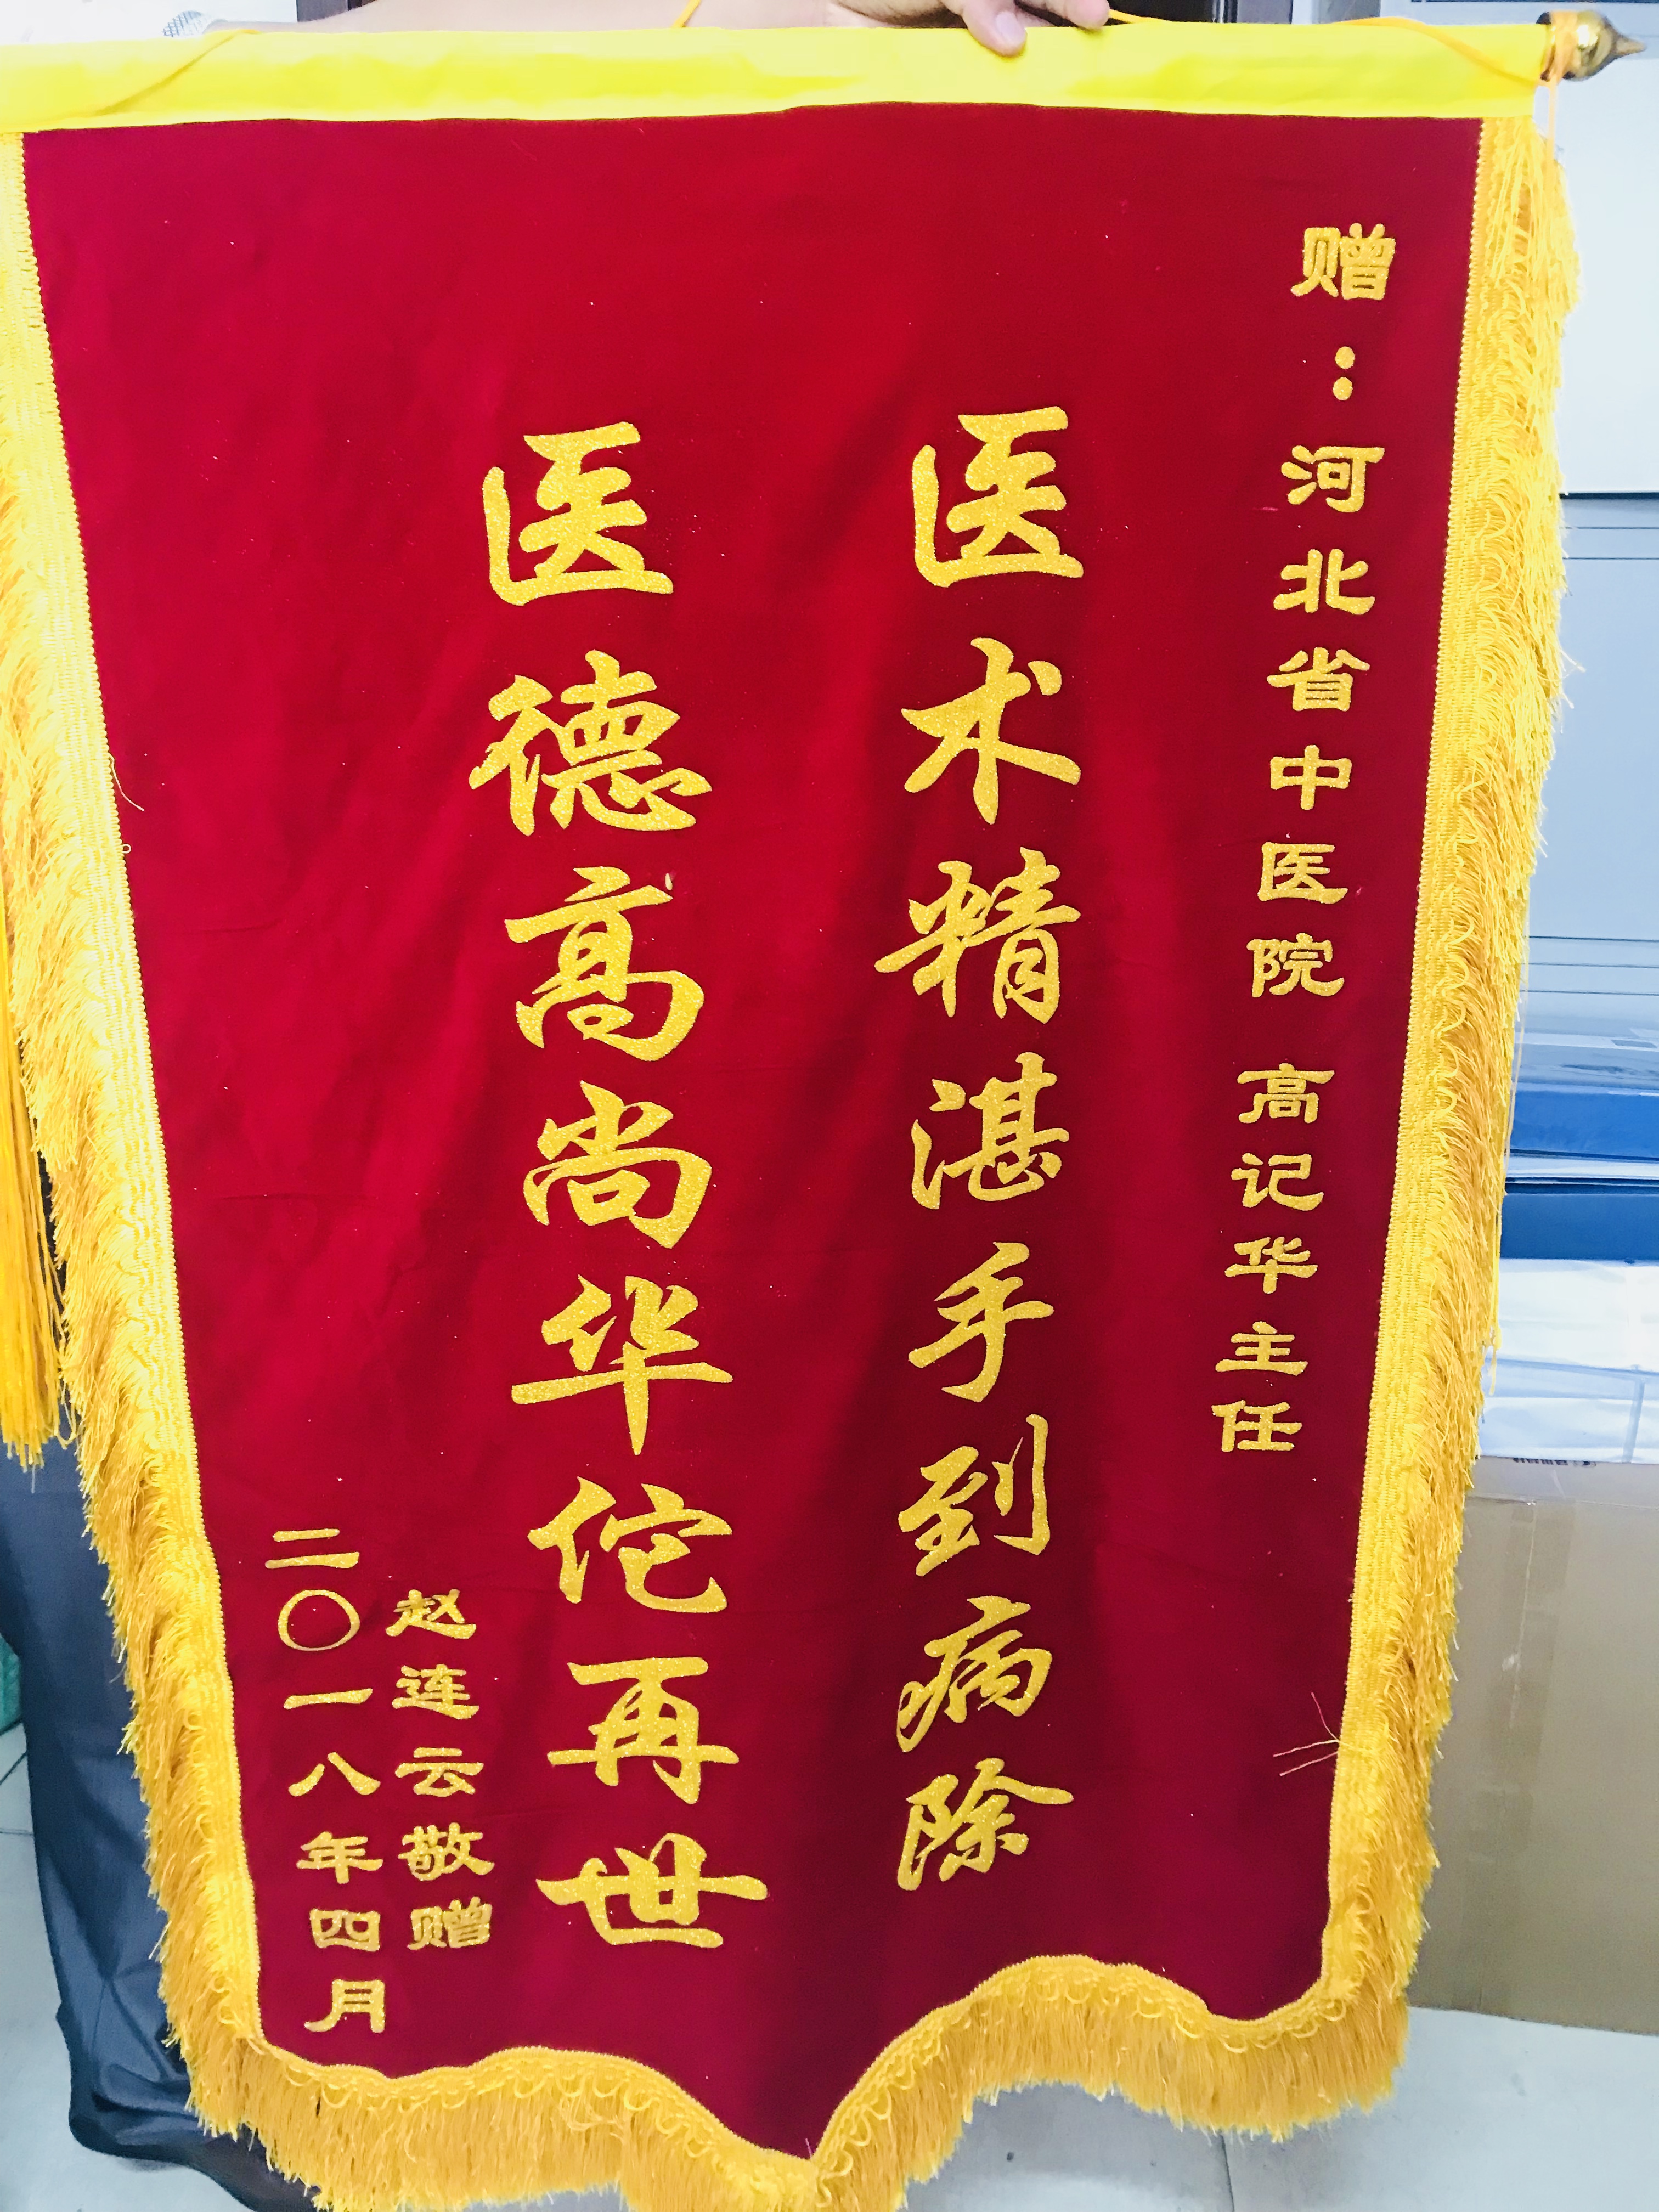 赠：河北省中医院 高记华主任
医术精湛手到病除
医德高尚华佗再世
赵连云敬赠
二〇一八年四月